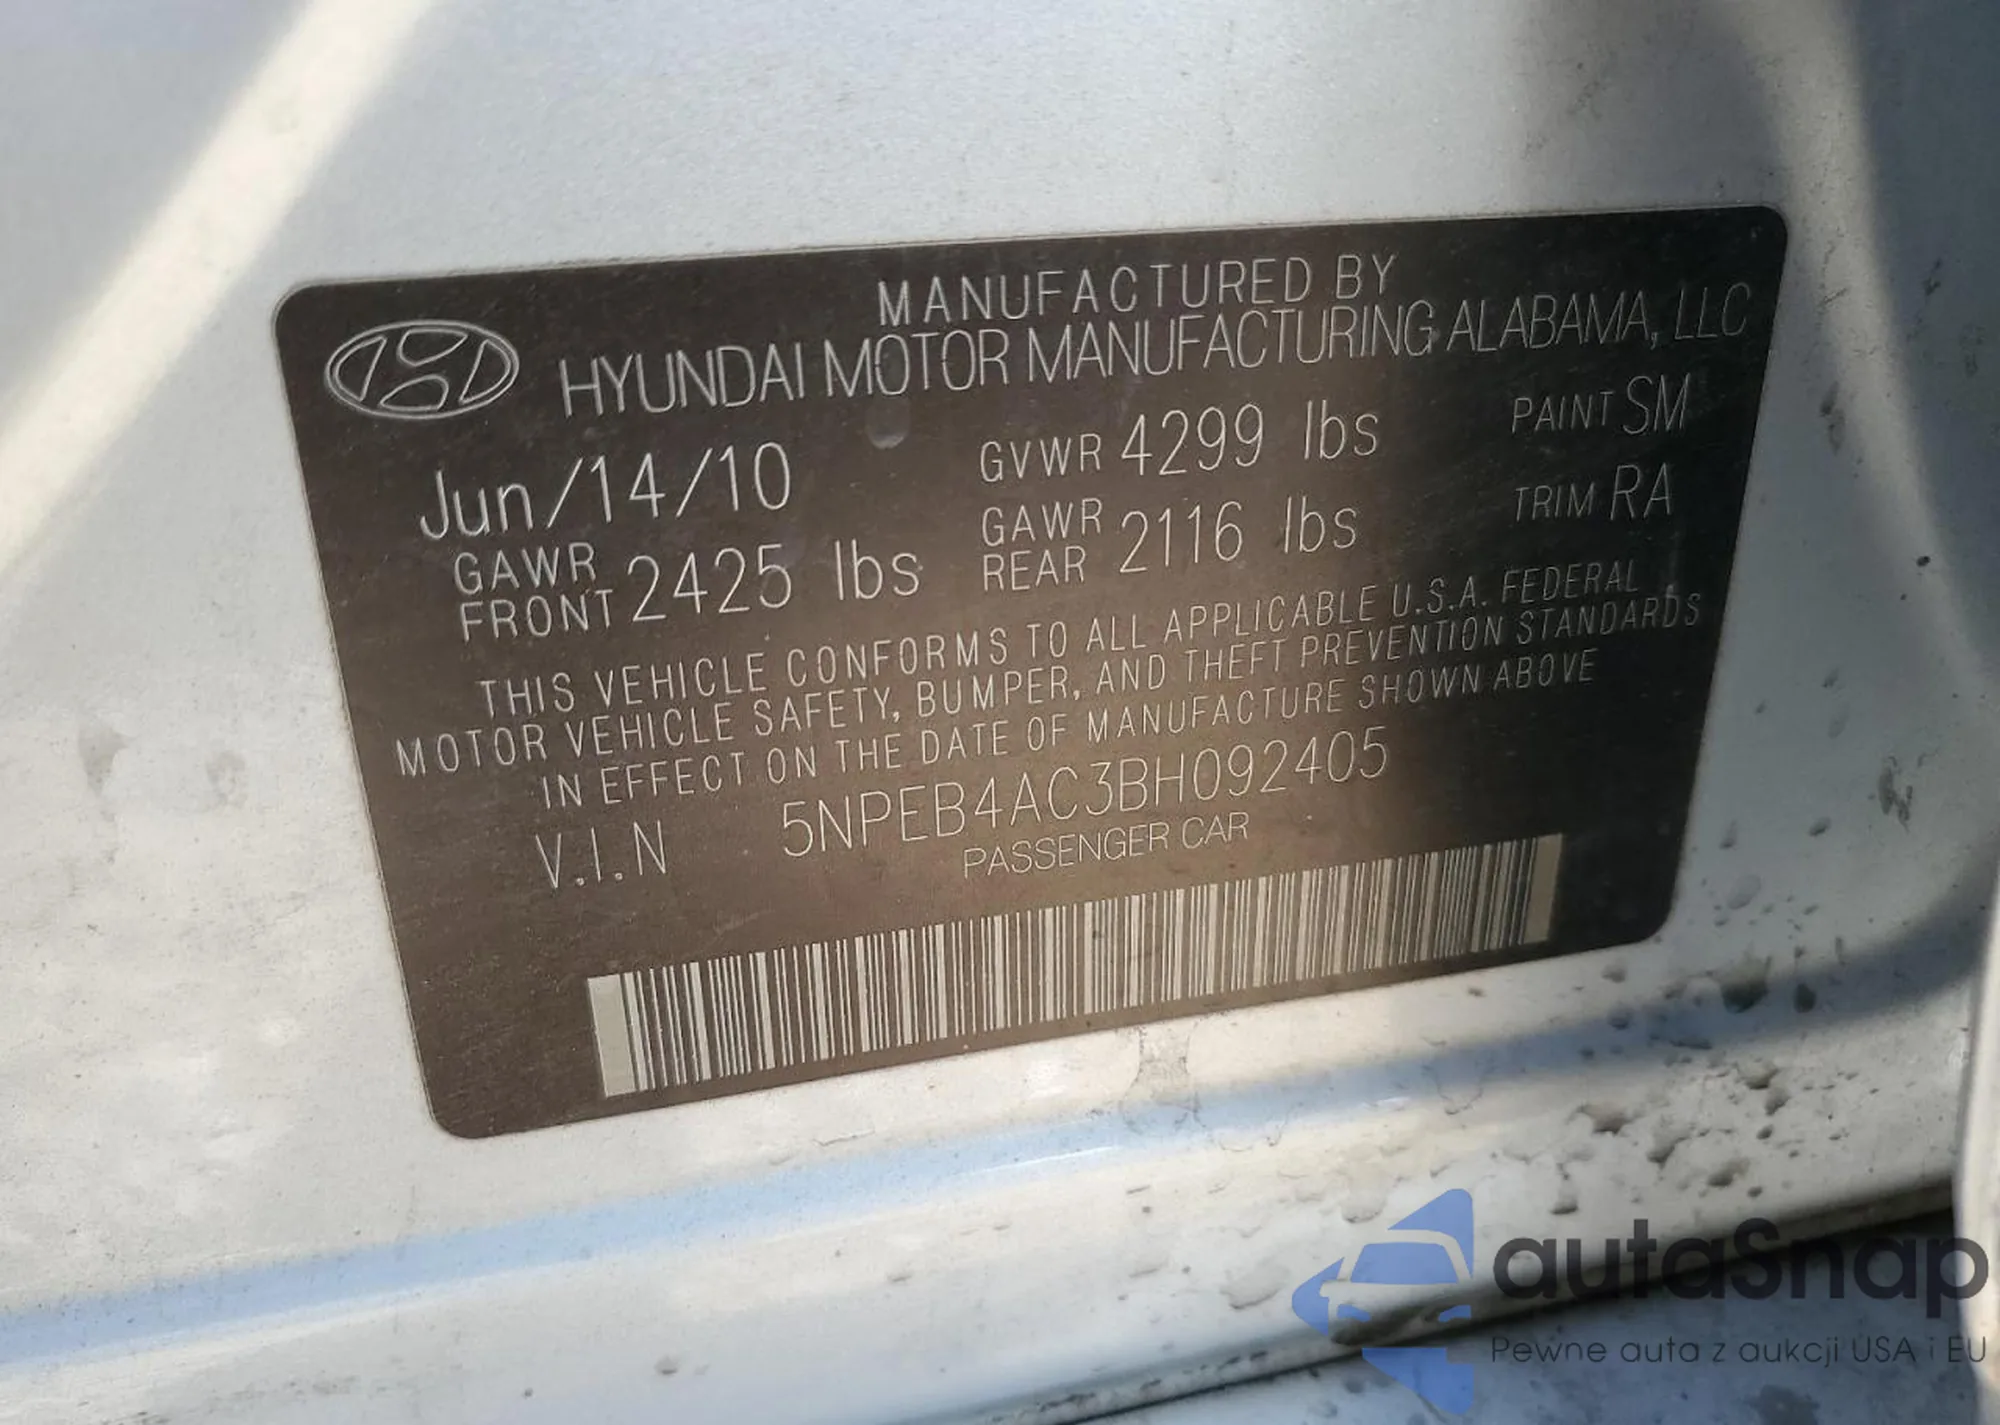 MANUFACTURED BY
HYUNDAI MOTOR MANUFACTURING ALABAMA, LLC
Jun/14/10 GVWR 4299 lbs PAINT SM
GAWR FRONT 2425 lbs GAWR REAR 2116 lbs TRIM RA
THIS VEHICLE CONFORMS TO ALL APPLICABLE U.S.A. FEDERAL
MOTOR VEHICLE SAFETY, BUMPER, AND THEFT PREVENTION STANDARDS
IN EFFECT ON THE DATE OF MANUFACTURE SHOWN ABOVE
V.I.N 5NPEB4AC3BH092405
PASSENGER CAR
autaSnap
Pewne auta z aukcji USA i EU